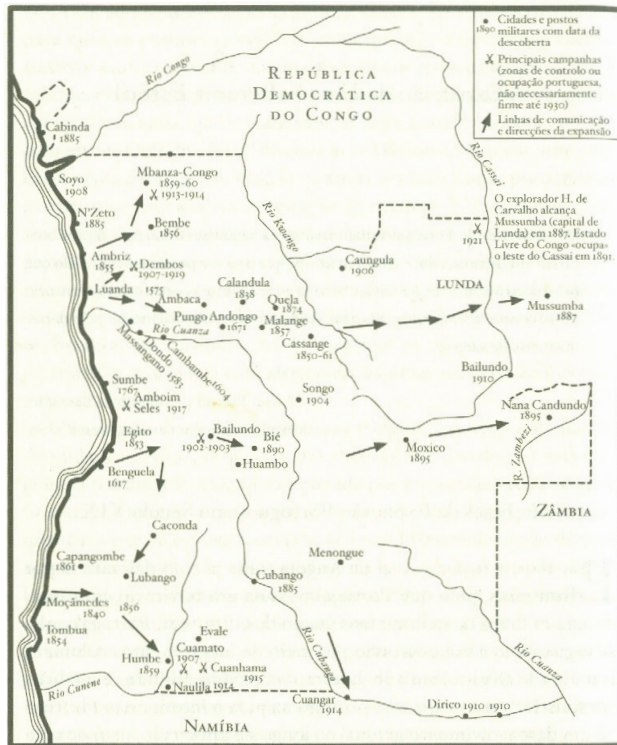 1890
Cidades e postos
militares com data da
descoberta
Principais campanhas
(zonas de controlo ou
ocupação portuguesa,
não necessariamente
firme até 1930)
Linhas de comunicação
e direcções da expansão
REPÚBLICA
DEMOCRÁTICA
DO CONGO
Rio Congo
Cabinda
1885
Rio Cassai
Soyo
1908
Mbanza-Congo
1859-60
1913-1914
N'Zeto
1885
Bembe
1856
Rio Kwango
O explorador H. de
Carvalho alcança
Mussumba (capital de
Lunda) em 1887. Estado
Livre do Congo «ocupa»
o leste do Cassai em 1891.
1921
Ambriz
1855
Dembos
1907-1919
Caungula
1906
LUNDA
Luanda 1575
Ambaca
Calandula
1838
Quela
1874
Mussumba
1887
Pungo Andongo
1671
Malange
1857
Rio Cuanza
Cassange
1850-61
Dondo
Massangano 1583
Cambambe 1604
Bailundo
1910
Sumbe
1767
Songo
1904
Amboim
Seles 1917
Nana Candundo
1895
Egito
1853
Bailundo
1902-1903
Bié
1890
Moxico
1895
R. Zambezi
Huambo
Benguela
1617
ZÂMBIA
Caconda
Capangombe
1861
Lubango
Menongue
Cubango
1885
Moçâmedes
1840
1856
Tombua
1854
Evale
Cuamato
1907
Humbe
1859
Cuanhama
1915
Rio Cubango
Rio Cuanza
Rio Cunene
Naulila 1914
Cuangar
1914
Dirico 1910 1910
NAMÍBIA